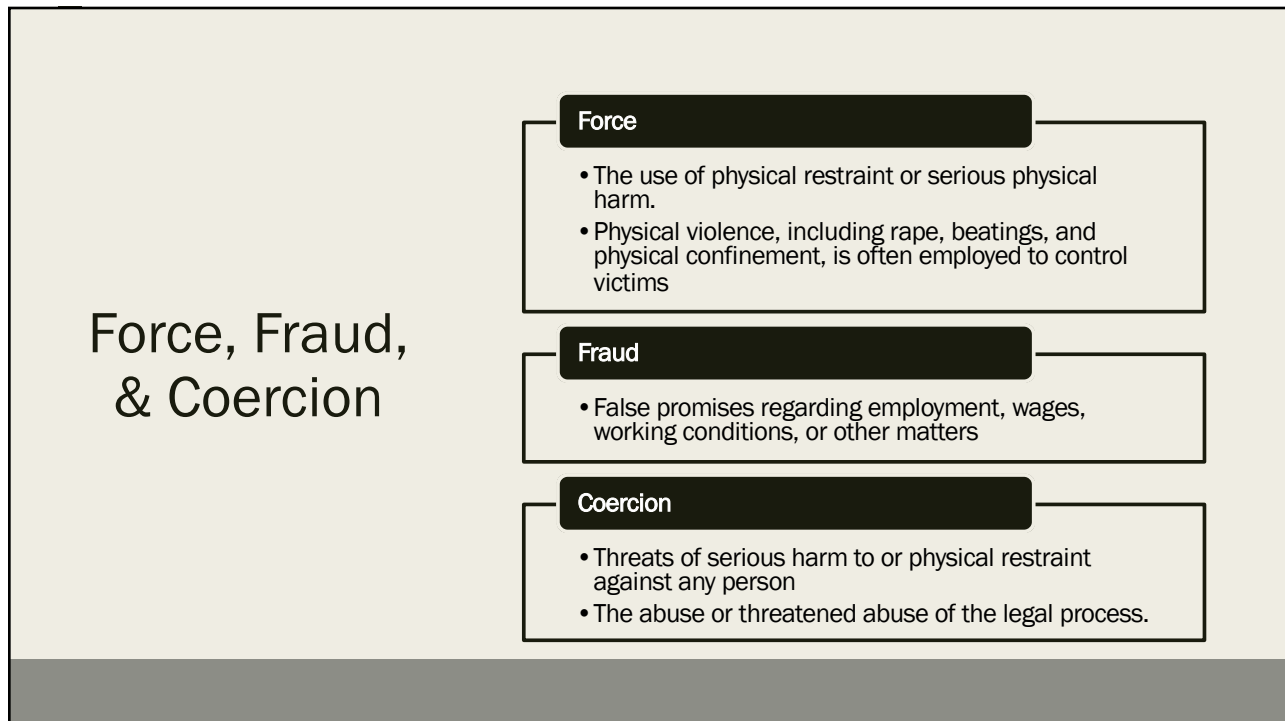 Force, Fraud,
& Coercion
Force
•The use of physical restraint or serious physical
harm.
•Physical violence, including rape, beatings, and
physical confinement, is often employed to control
victims
Fraud
•False promises regarding employment, wages,
working conditions, or other matters
Coercion
•Threats of serious harm to or physical restraint
against any person
•The abuse or threatened abuse of the legal process.